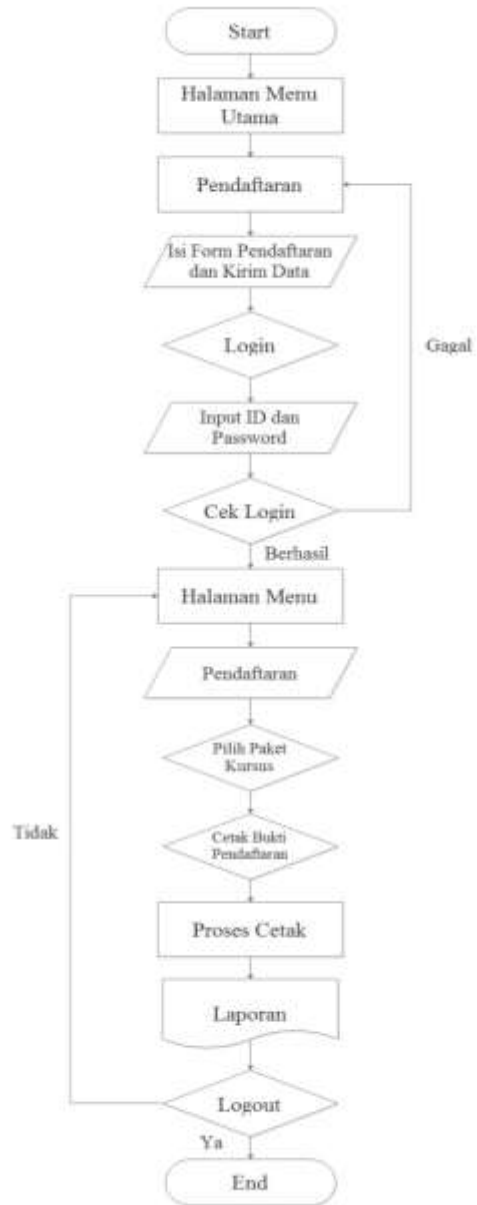 Start
Halaman Menu
Utama
Pendaftaran
Isi Form Pendaftaran
dan Kirim Data
Login
Gagal
Input ID dan
Password
Cek Login
Berhasil
Halaman Menu
Pendaftaran
Pilih Paket
Kursus
Tidak
Cetak Bukti
Pendaftaran
Proses Cetak
Laporan
Logout
Ya
End